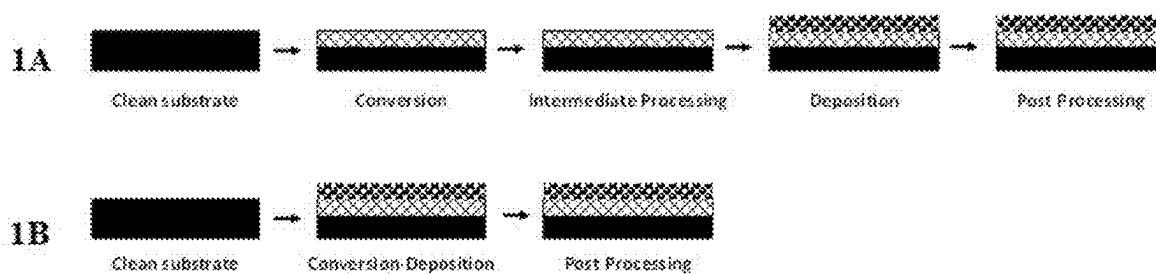 1A
Clean substrate Conversion Intermediate Processing Deposition Post Processing
1B
Clean substrate Conversion-Deposition Post Processing